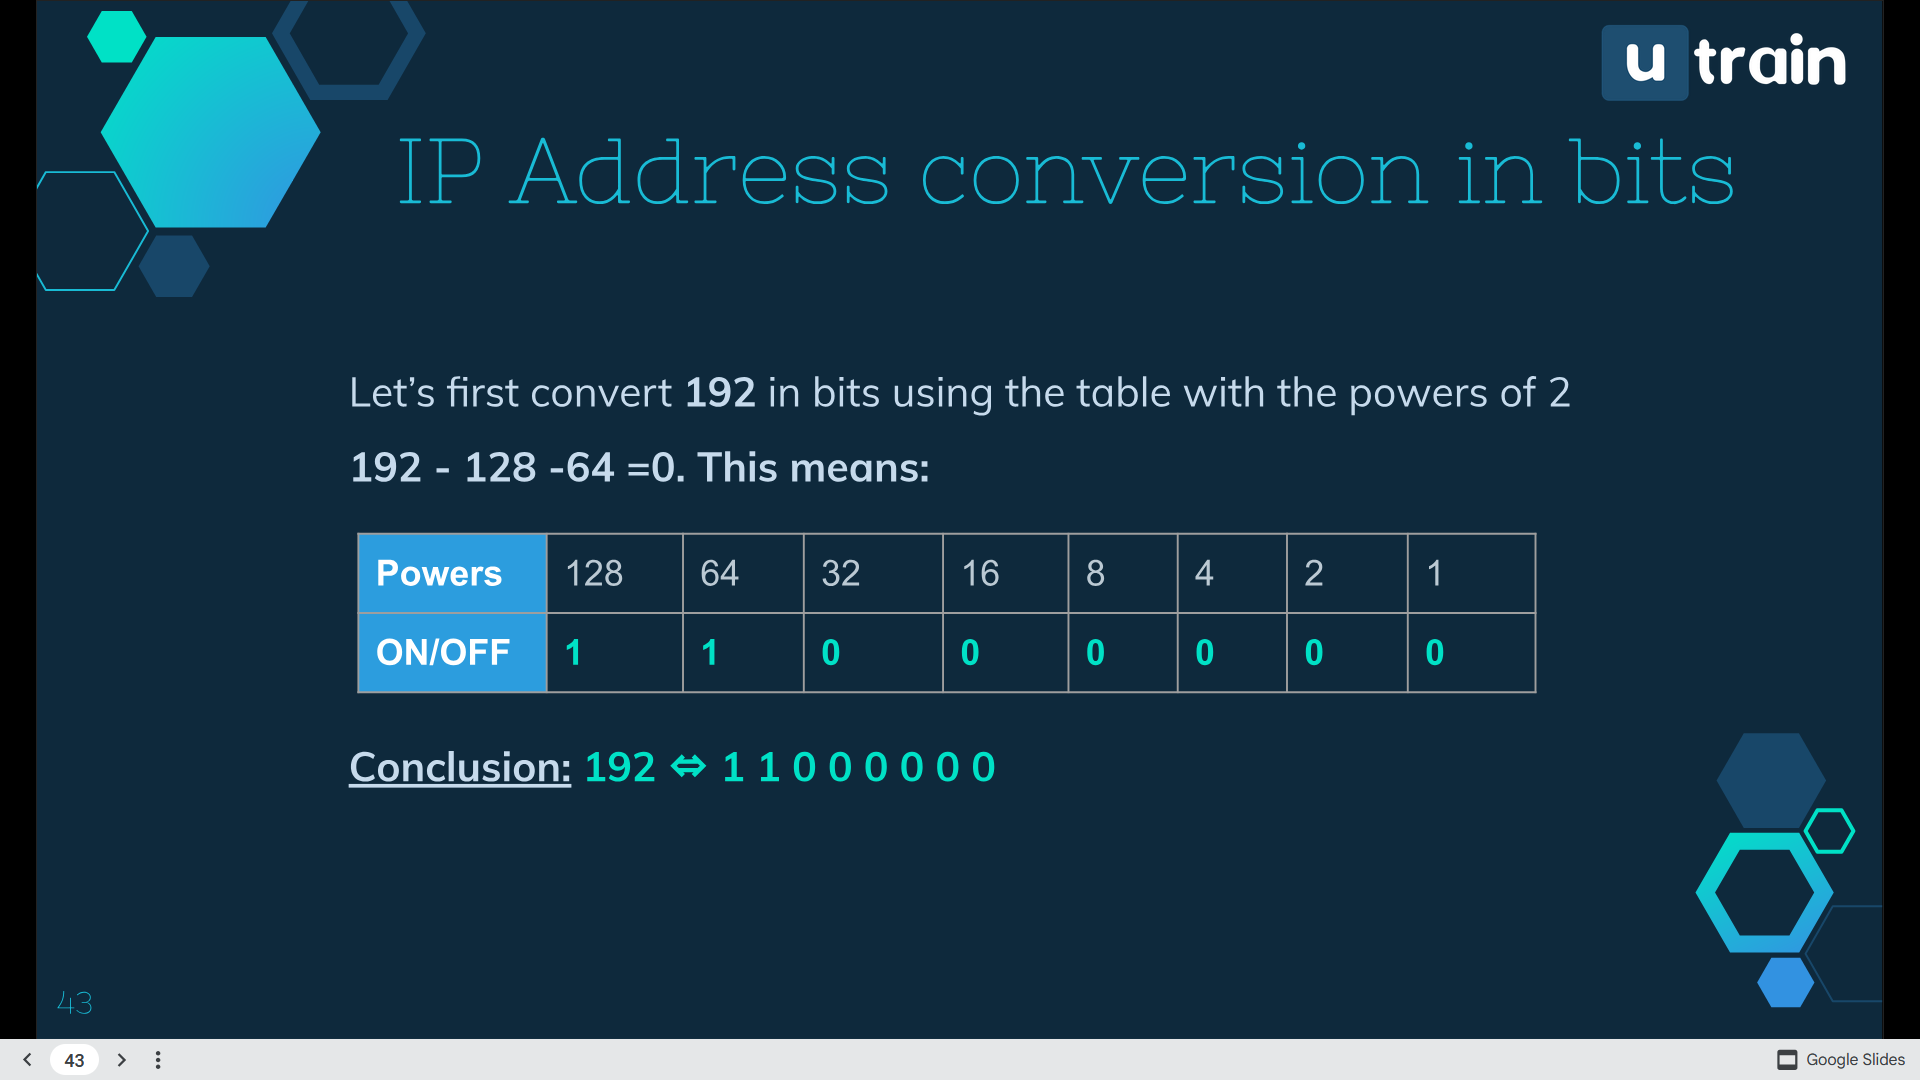 u train
IP Address conversion in bits
Let’s first convert 192 in bits using the table with the powers of 2
192 - 128 -64 =0. This means:
Powers 128 64 32 16 8 4 2 1
ON/OFF 1 1 0 0 0 0 0 0
Conclusion: 192 ⇔ 1 1 0 0 0 0 0 0
43
43
Google Slides